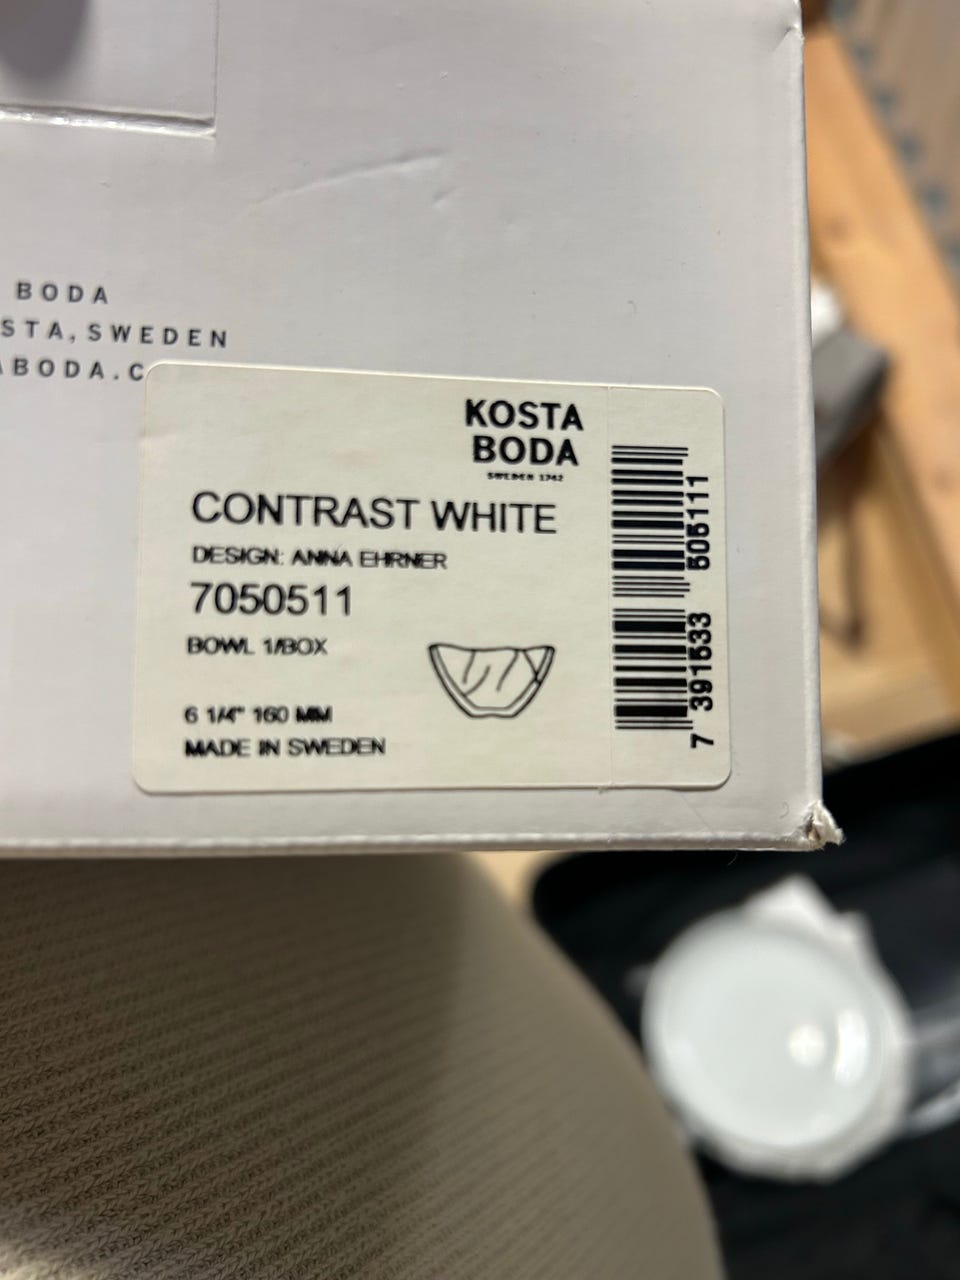 BODA
STA, SWEDEN
ABODA.C
KOSTA
BODA
SWEDEN 1742
CONTRAST WHITE
DESIGN: ANNA EHRNER
7050511
BOWL 1/BOX
6 1/4" 160 MM
MADE IN SWEDEN
7 391533 505111